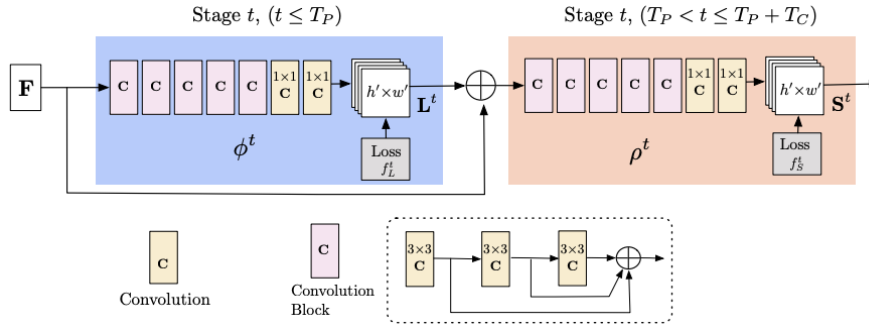 Stage t, (t ≤ T_P)
Stage t, (T_P < t ≤ T_P + T_C)
F
C C C C C 1×1 C 1×1 C
h′×w′
L^t
C C C C C 1×1 C 1×1 C
h′×w′
S^t
ϕ^t
Loss
f_L^t
ρ^t
Loss
f_S^t
C
Convolution
C
Convolution
Block
3×3 3×3 3×3
C C C